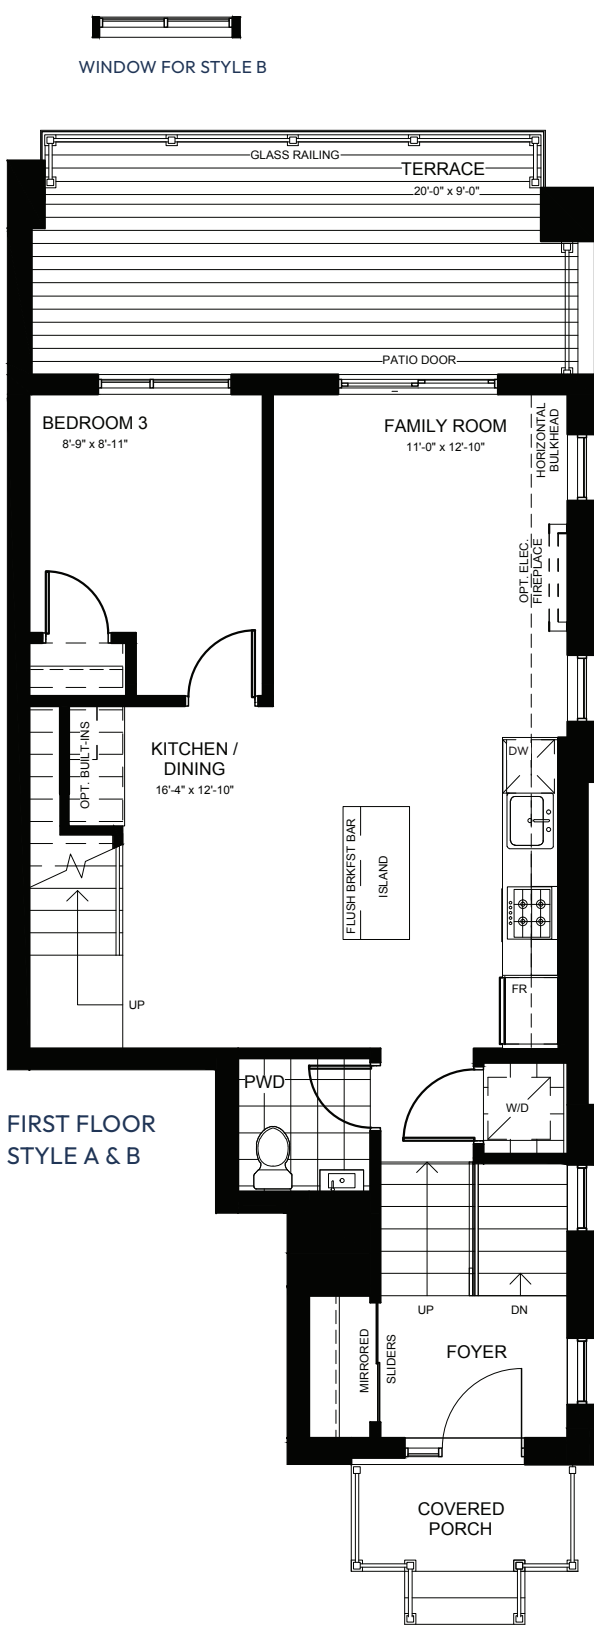 WINDOW FOR STYLE B
GLASS RAILING
TERRACE
20'-0" x 9'-0"
PATIO DOOR
BEDROOM 3
8'-9" x 8'-11"
FAMILY ROOM
11'-0" x 12'-10"
HORIZONTAL
BULKHEAD
OPT. ELEC.
FIREPLACE
OPT. BUILT-INS
KITCHEN /
DINING
16'-4" x 12'-10"
DW
FLUSH BRKFST BAR
ISLAND
FR
UP
PWD
W/D
FIRST FLOOR
STYLE A & B
UP
DN
MIRRORED
SLIDERS
FOYER
COVERED
PORCH